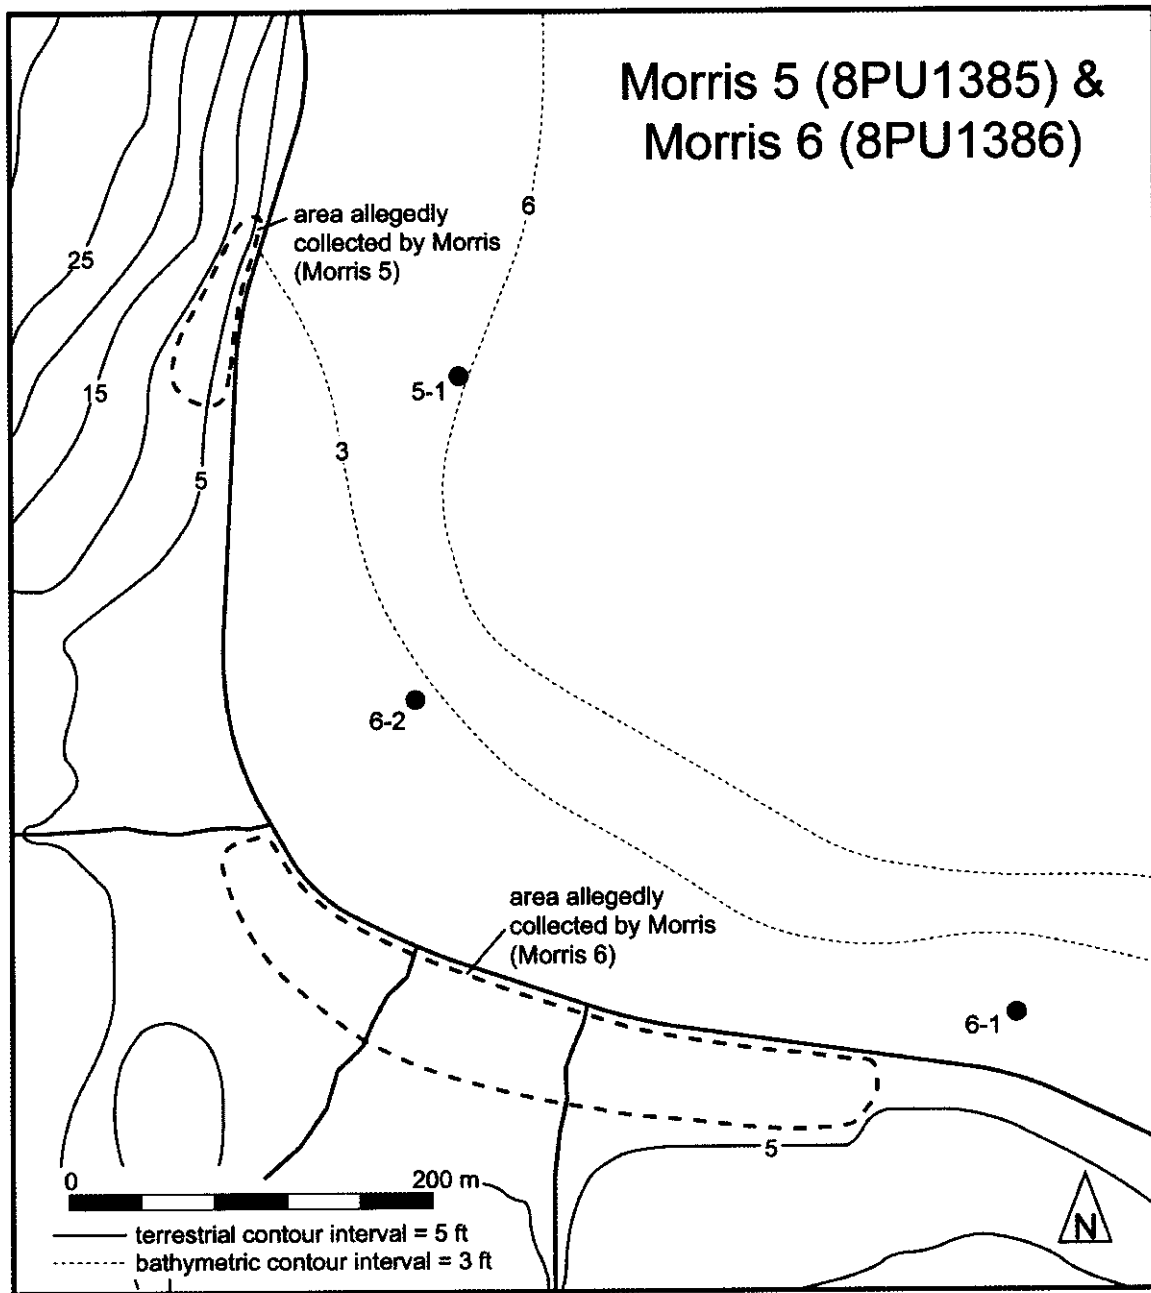 Morris 5 (8PU1385) &
Morris 6 (8PU1386)
area allegedly
collected by Morris
(Morris 5)
6
25
5-1
15
3
5
6-2
area allegedly
collected by Morris
(Morris 6)
6-1
5
0 200 m
N
terrestrial contour interval = 5 ft
bathymetric contour interval = 3 ft